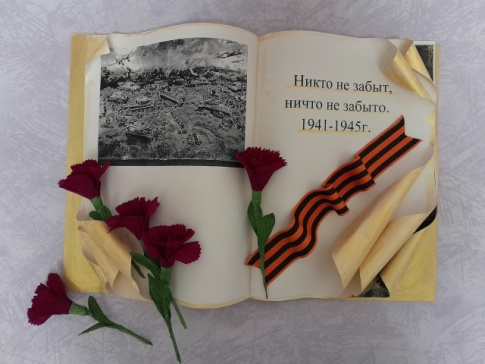 Никто не забыт,
ничто не забыто.
1941-1945г.